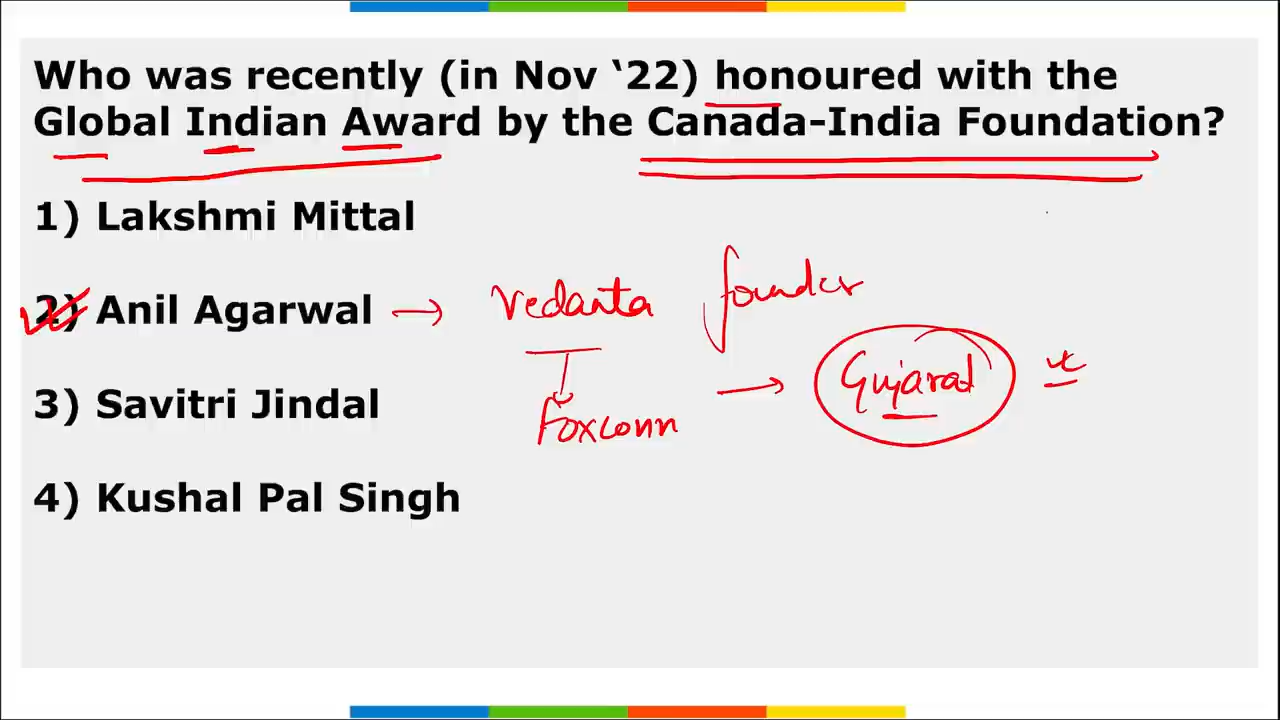 Who was recently (in Nov ‘22) honoured with the
Global Indian Award by the Canada-India Foundation?
1) Lakshmi Mittal
2) Anil Agarwal → Vedanta founder
Foxconn → Gujarat
3) Savitri Jindal
4) Kushal Pal Singh